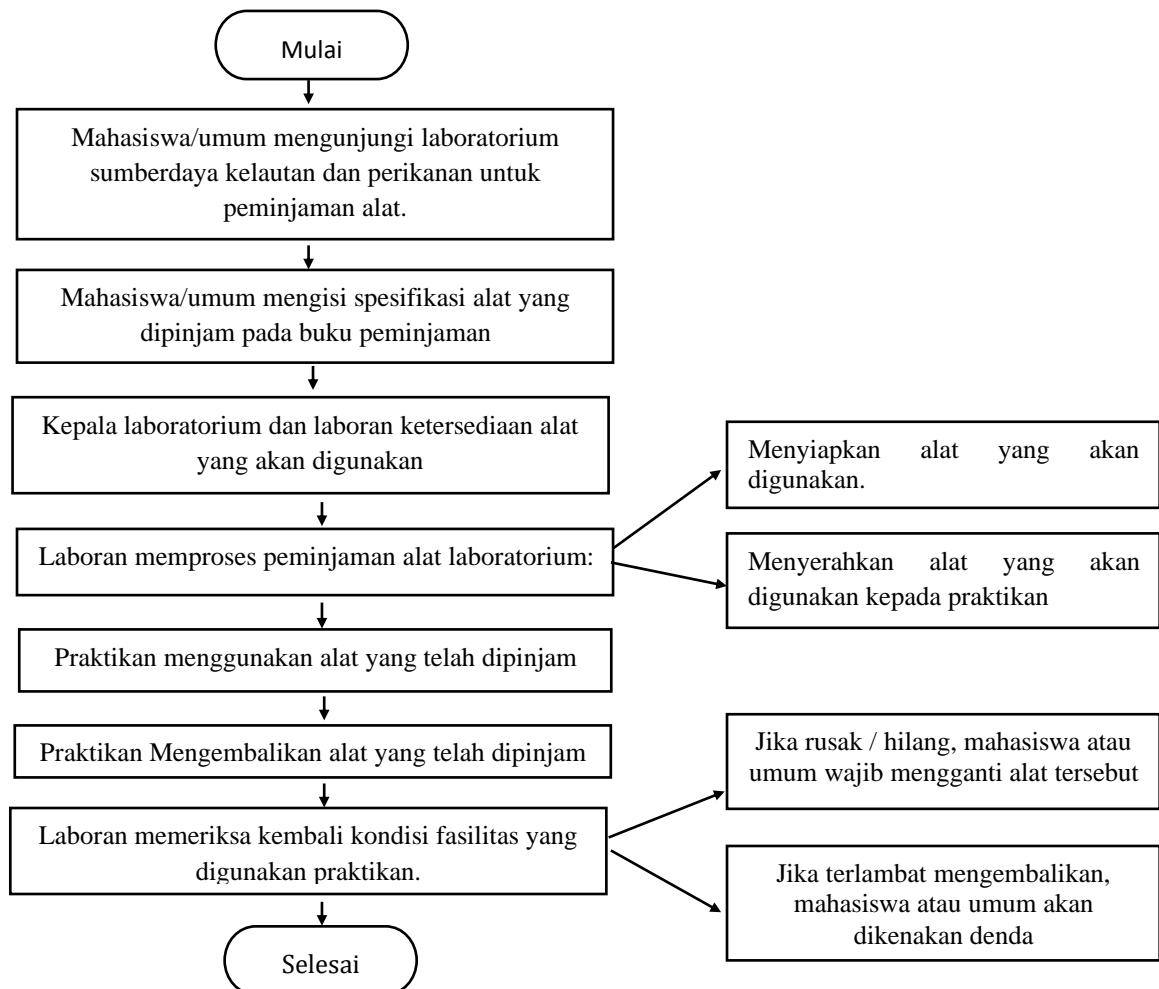 Mulai
Mahasiswa/umum mengunjungi laboratorium
sumberdaya kelautan dan perikanan untuk
peminjaman alat.
Mahasiswa/umum mengisi spesifikasi alat yang
dipinjam pada buku peminjaman
Kepala laboratorium dan laboran ketersediaan alat
yang akan digunakan
Laboran memproses peminjaman alat laboratorium:
Menyiapkan alat yang akan
digunakan.
Menyerahkan alat yang akan
digunakan kepada praktikan
Praktikan menggunakan alat yang telah dipinjam
Praktikan Mengembalikan alat yang telah dipinjam
Laboran memeriksa kembali kondisi fasilitas yang
digunakan praktikan.
Jika rusak / hilang, mahasiswa atau
umum wajib mengganti alat tersebut
Jika terlambat mengembalikan,
mahasiswa atau umum akan
dikenakan denda
Selesai